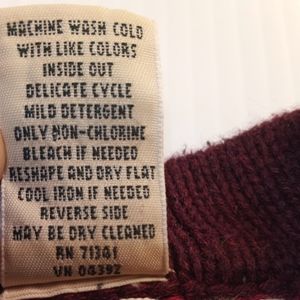 MACHINE WASH COLD
WITH LIKE COLORS
INSIDE OUT
DELICATE CYCLE
MILD DETERGENT
ONLY NON-CHLORINE
BLEACH IF NEEDED
RESHAPE AND DRY FLAT
COOL IRON IF NEEDED
REVERSE SIDE
MAY BE DRY CLEANED
RN 71341
VN 04392